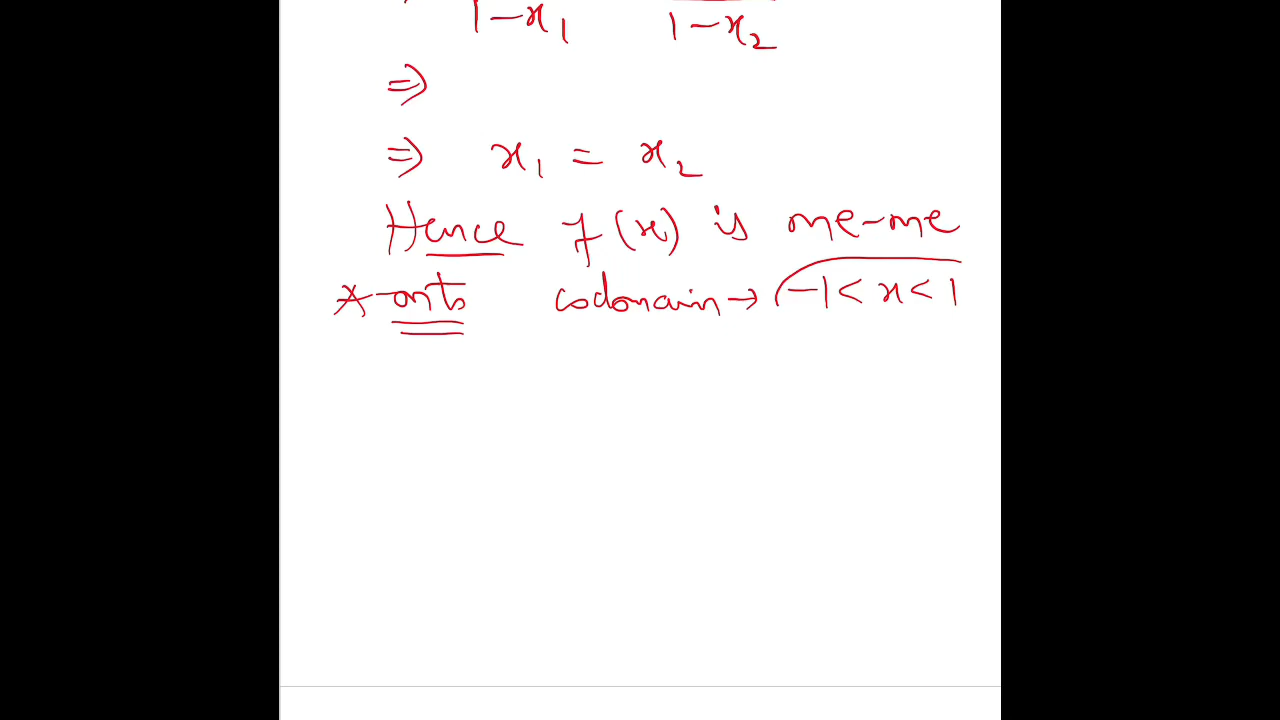 1-x₁ 1-x₂
⇒
⇒ x₁ = x₂
Hence f(x) is one-one
* onto codomain → -1 < x < 1